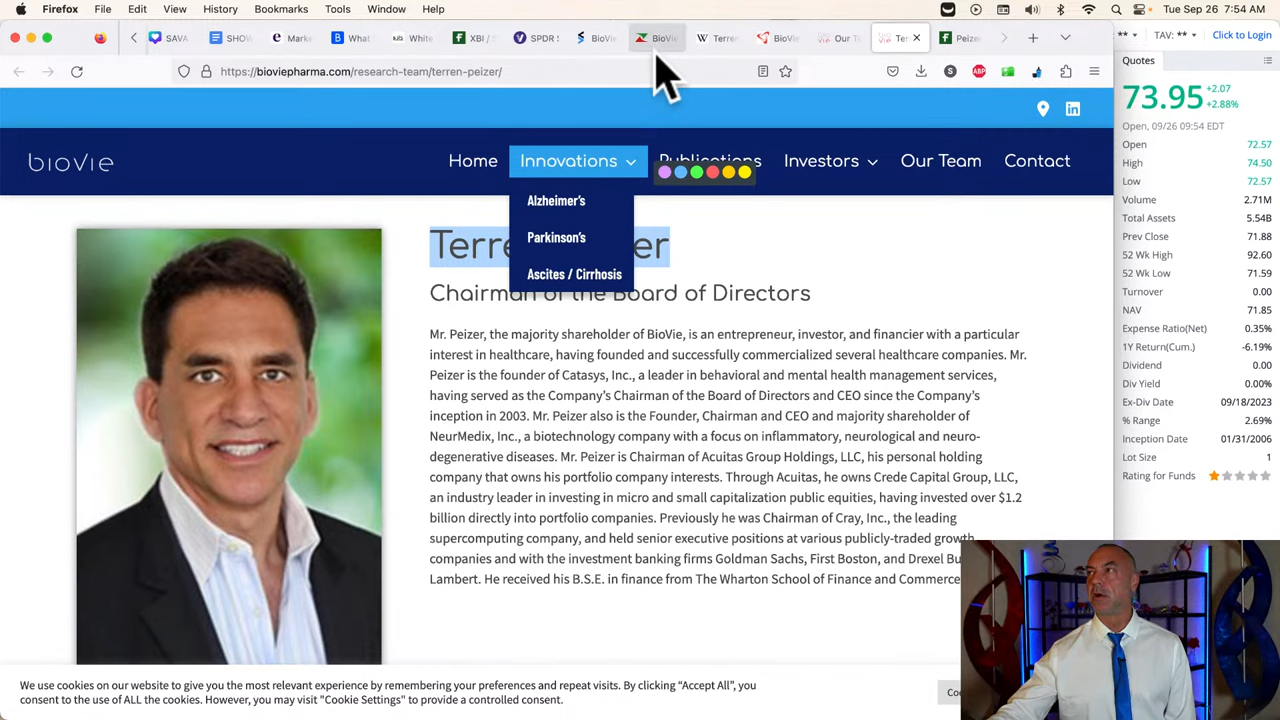 Firefox File Edit View History Bookmarks Tools Window Help Tue Sep 26 7:54 AM
SAVA SHOW Marke What White XBI / SPDR S BioVie BioVie Terren BioVie Our T Ter Peize
** TAV: ** Click to Login
https://bioviepharma.com/research-team/terren-peizer/
S ABP
Quotes
73.95 +2.07
+2.88%
Open, 09/26 09:54 EDT
Open 72.57
High 74.50
Low 72.57
Volume 2.71M
Total Assets 5.54B
Prev Close 71.88
52 Wk High 92.60
52 Wk Low 71.59
Turnover 0.00
NAV 71.85
Expense Ratio(Net) 0.35%
1Y Return(Cum.) -6.19%
Dividend 0.00
Div Yield 0.00%
Ex-Div Date 09/18/2023
% Range 2.69%
Inception Date 01/31/2006
Lot Size 1
Rating for Funds
biovie
Home Innovations Publications Investors Our Team Contact
Alzheimer's
Parkinson's
Ascites / Cirrhosis
Terre er
Chairman of the Board of Directors
Mr. Peizer, the majority shareholder of BioVie, is an entrepreneur, investor, and financier with a particular
interest in healthcare, having founded and successfully commercialized several healthcare companies. Mr.
Peizer is the founder of Catasys, Inc., a leader in behavioral and mental health management services,
having served as the Company's Chairman of the Board of Directors and CEO since the Company's
inception in 2003. Mr. Peizer also is the Founder, Chairman and CEO and majority shareholder of
NeurMedix, Inc., a biotechnology company with a focus on inflammatory, neurological and neuro-
degenerative diseases. Mr. Peizer is Chairman of Acuitas Group Holdings, LLC, his personal holding
company that owns his portfolio company interests. Through Acuitas, he owns Crede Capital Group, LLC,
an industry leader in investing in micro and small capitalization public equities, having invested over $1.2
billion directly into portfolio companies. Previously he was Chairman of Cray, Inc., the leading
supercomputing company, and held senior executive positions at various publicly-traded growth
companies and with the investment banking firms Goldman Sachs, First Boston, and Drexel Bu
Lambert. He received his B.S.E. in finance from The Wharton School of Finance and Commerce
We use cookies on our website to give you the most relevant experience by remembering your preferences and repeat visits. By clicking “Accept All”, you
consent to the use of ALL the cookies. However, you may visit "Cookie Settings" to provide a controlled consent.
Coo